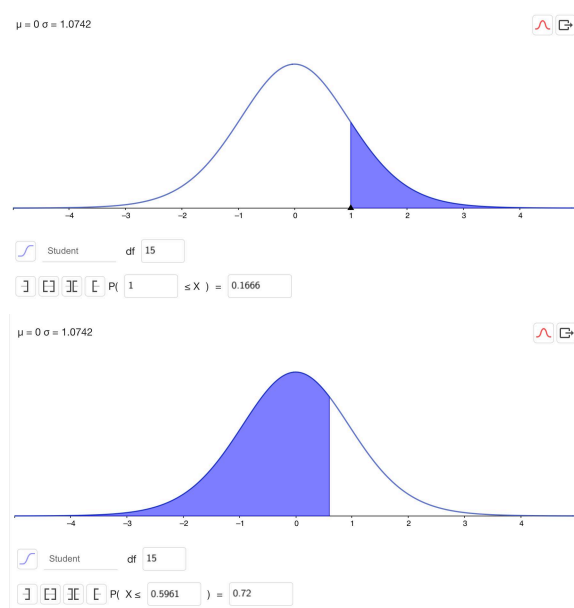 μ = 0 σ = 1.0742
−4 −3 −2 −1 0 1 2 3 4
Student df 15
P( 1 ≤ X ) = 0.1666
μ = 0 σ = 1.0742
−4 −3 −2 −1 0 1 2 3 4
Student df 15
P( X ≤ 0.5961 ) = 0.72